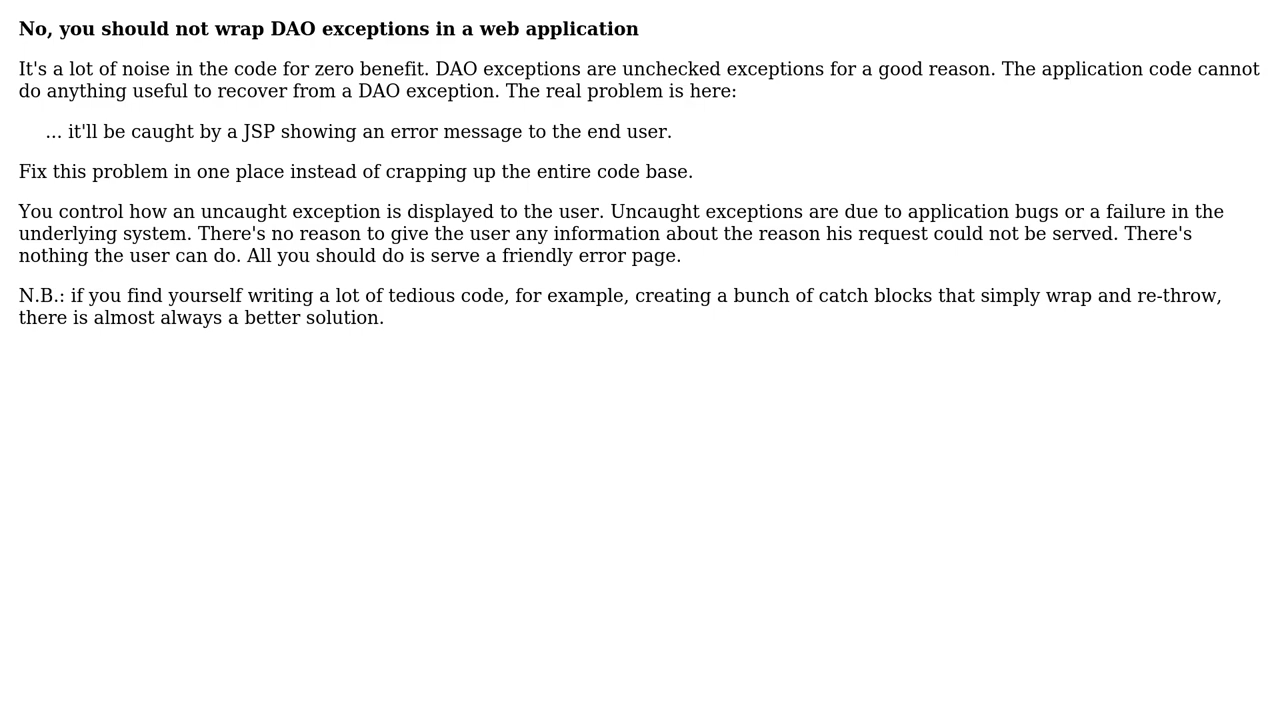 No, you should not wrap DAO exceptions in a web application
It's a lot of noise in the code for zero benefit. DAO exceptions are unchecked exceptions for a good reason. The application code cannot
do anything useful to recover from a DAO exception. The real problem is here:
... it'll be caught by a JSP showing an error message to the end user.
Fix this problem in one place instead of crapping up the entire code base.
You control how an uncaught exception is displayed to the user. Uncaught exceptions are due to application bugs or a failure in the
underlying system. There's no reason to give the user any information about the reason his request could not be served. There's
nothing the user can do. All you should do is serve a friendly error page.
N.B.: if you find yourself writing a lot of tedious code, for example, creating a bunch of catch blocks that simply wrap and re-throw,
there is almost always a better solution.